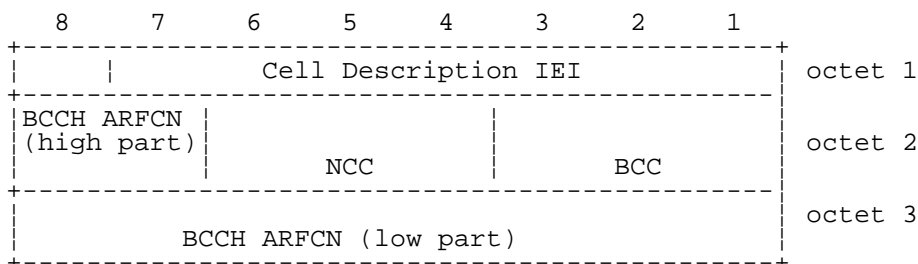 8 7 6 5 4 3 2 1
Cell Description IEI octet 1
BCCH ARFCN
(high part) octet 2
NCC BCC
octet 3
BCCH ARFCN (low part)